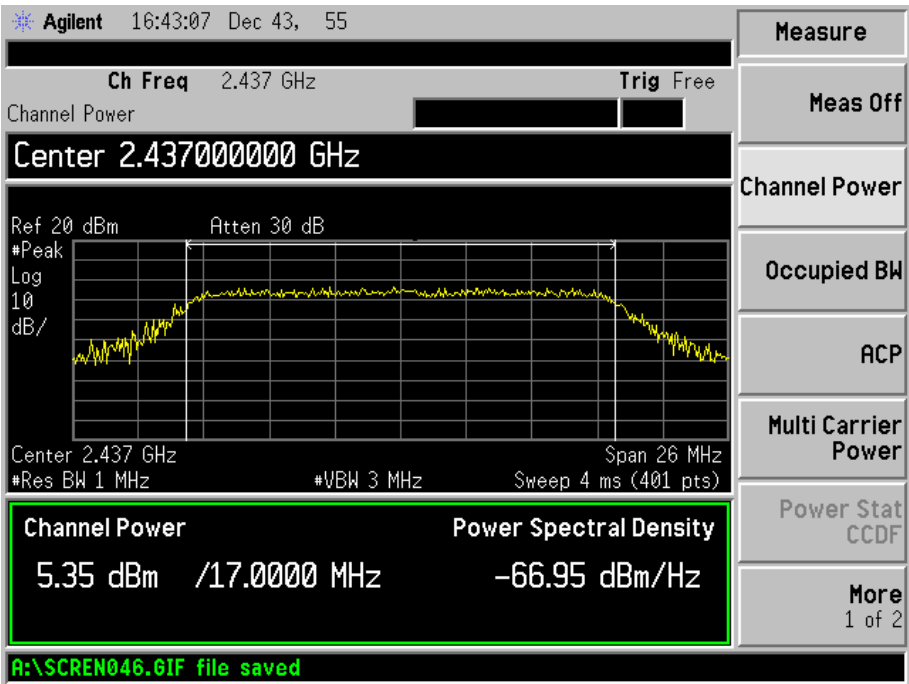 Agilent 16:43:07 Dec 43, 55
Ch Freq 2.437 GHz Trig Free
Channel Power
Center 2.437000000 GHz
Ref 20 dBm Atten 30 dB
#Peak
Log
10
dB/
Center 2.437 GHz Span 26 MHz
#Res BW 1 MHz #VBW 3 MHz Sweep 4 ms (401 pts)
Channel Power Power Spectral Density
5.35 dBm /17.0000 MHz -66.95 dBm/Hz
A:\SCREN046.GIF file saved
Measure
Meas Off
Channel Power
Occupied BW
ACP
Multi Carrier
Power
Power Stat
CCDF
More
1 of 2